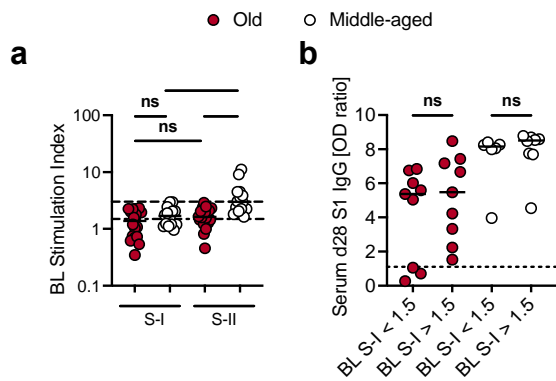 Old Middle-aged
a
BL Stimulation Index
100
10
1
0.1
ns
ns
S-I S-II
b
Serum d28 S1 IgG [OD ratio]
10
8
6
4
2
0
ns ns
BL S-I < 1.5
BL S-I > 1.5
BL S-I < 1.5
BL S-I > 1.5